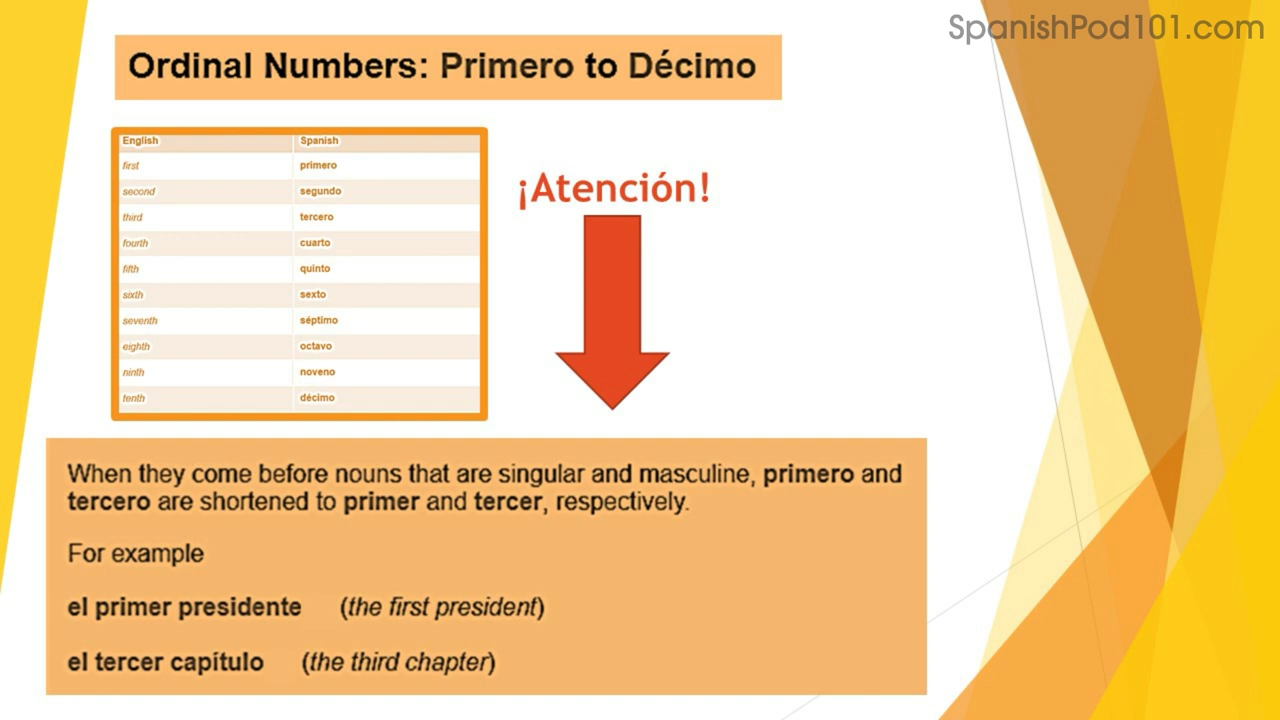 SpanishPod101.com
Ordinal Numbers: Primero to Décimo
English Spanish
first primero
second segundo
third tercero
fourth cuarto
fifth quinto
sixth sexto
seventh séptimo
eighth octavo
ninth noveno
tenth décimo
¡Atención!
When they come before nouns that are singular and masculine, primero and
tercero are shortened to primer and tercer, respectively.
For example
el primer presidente (the first president)
el tercer capítulo (the third chapter)